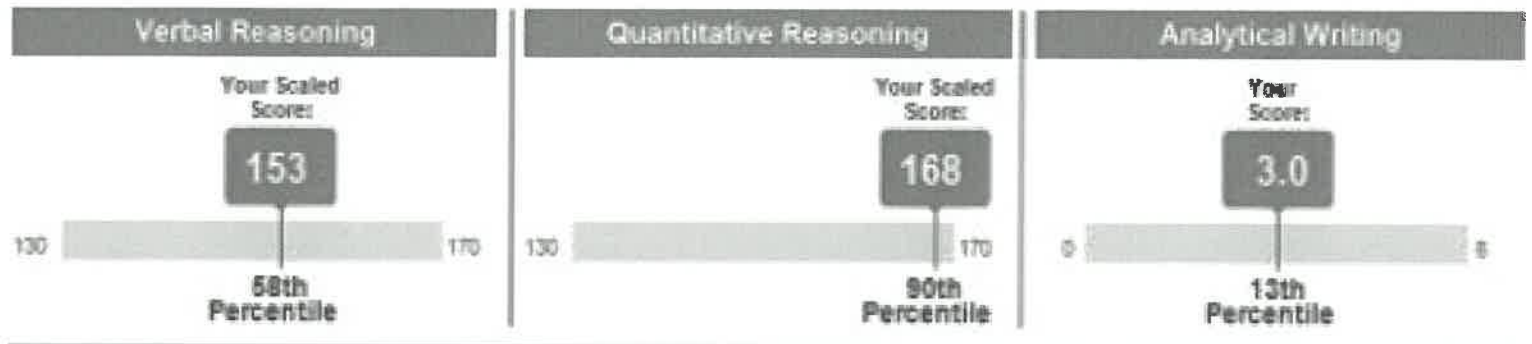 Verbal Reasoning
Your Scaled
Score:
153
130 170
58th
Percentile
Quantitative Reasoning
Your Scaled
Score:
168
130 170
90th
Percentile
Analytical Writing
Your
Score:
3.0
0 6
13th
Percentile